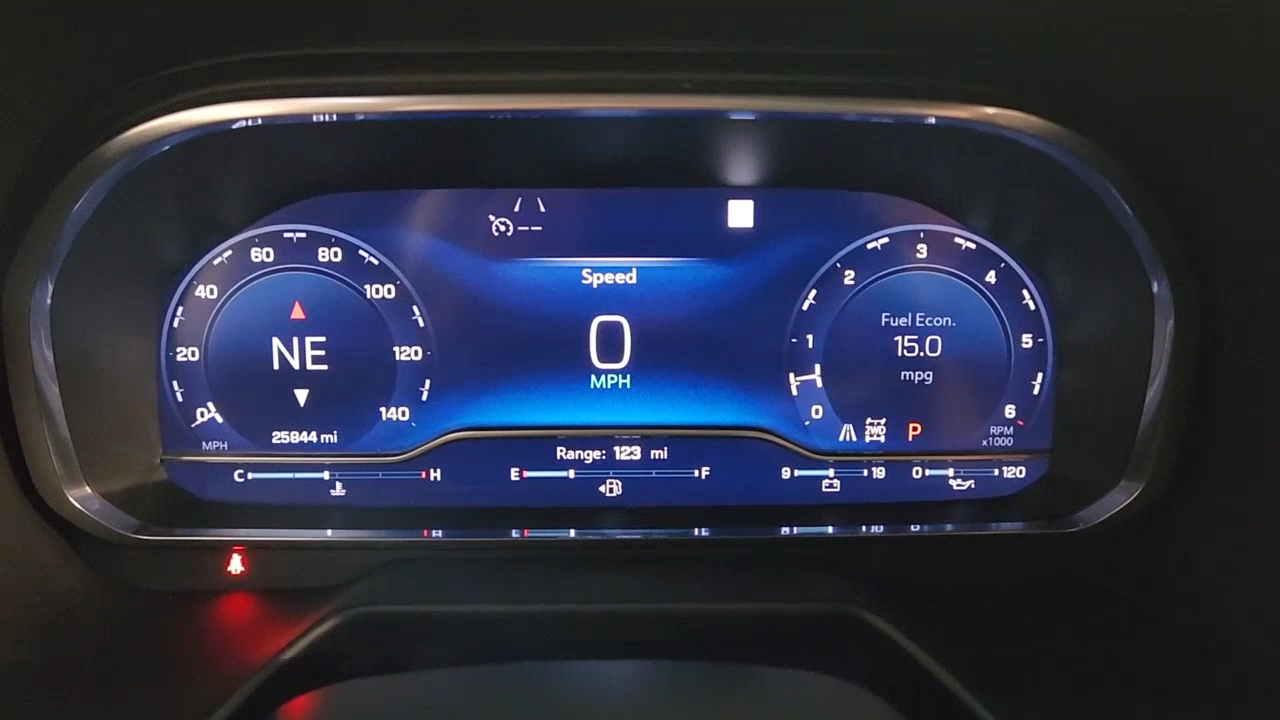 Speed
0
MPH
0
20
40
60
80
100
120
140
MPH
NE
25844 mi
0
1
2
3
4
5
6
RPM
x1000
Fuel Econ.
15.0
mpg
2WD
P
Range: 123 mi
C H
E F
9 19
0 120